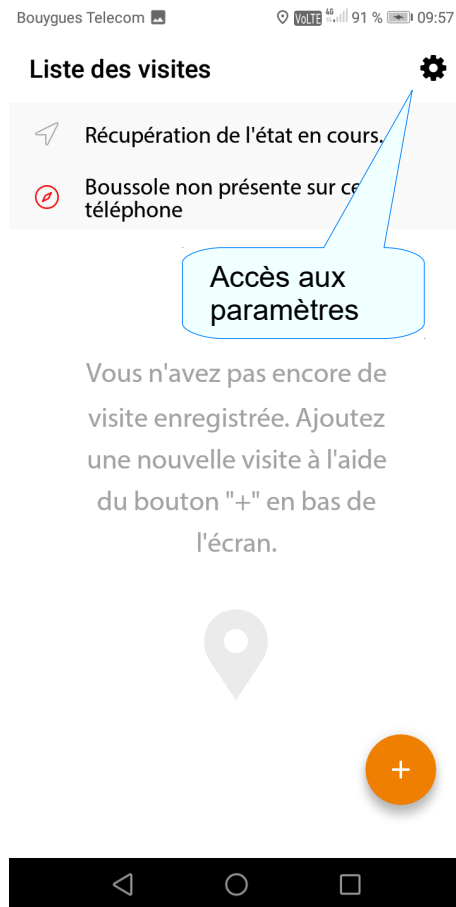 Bouygues Telecom VoLTE 4G 91 % 09:57
Liste des visites
Récupération de l'état en cours.
Boussole non présente sur ce
téléphone
Accès aux
paramètres
Vous n'avez pas encore de
visite enregistrée. Ajoutez
une nouvelle visite à l'aide
du bouton "+" en bas de
l'écran.
+